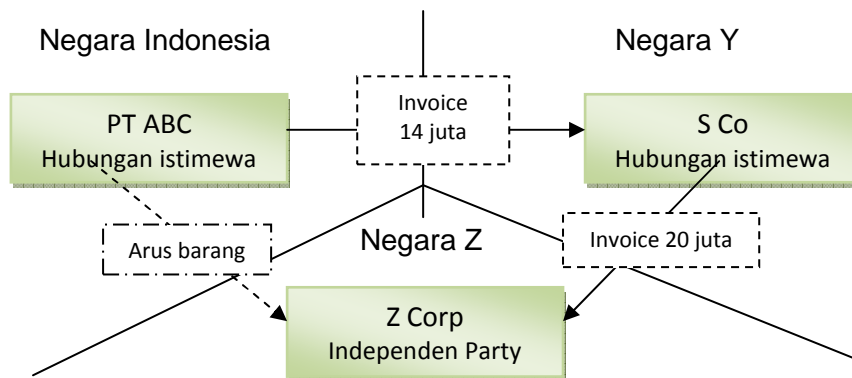 Negara Indonesia
Negara Y
Invoice
14 juta
PT ABC
Hubungan istimewa
S Co
Hubungan istimewa
Arus barang
Negara Z
Invoice 20 juta
Z Corp
Independen Party